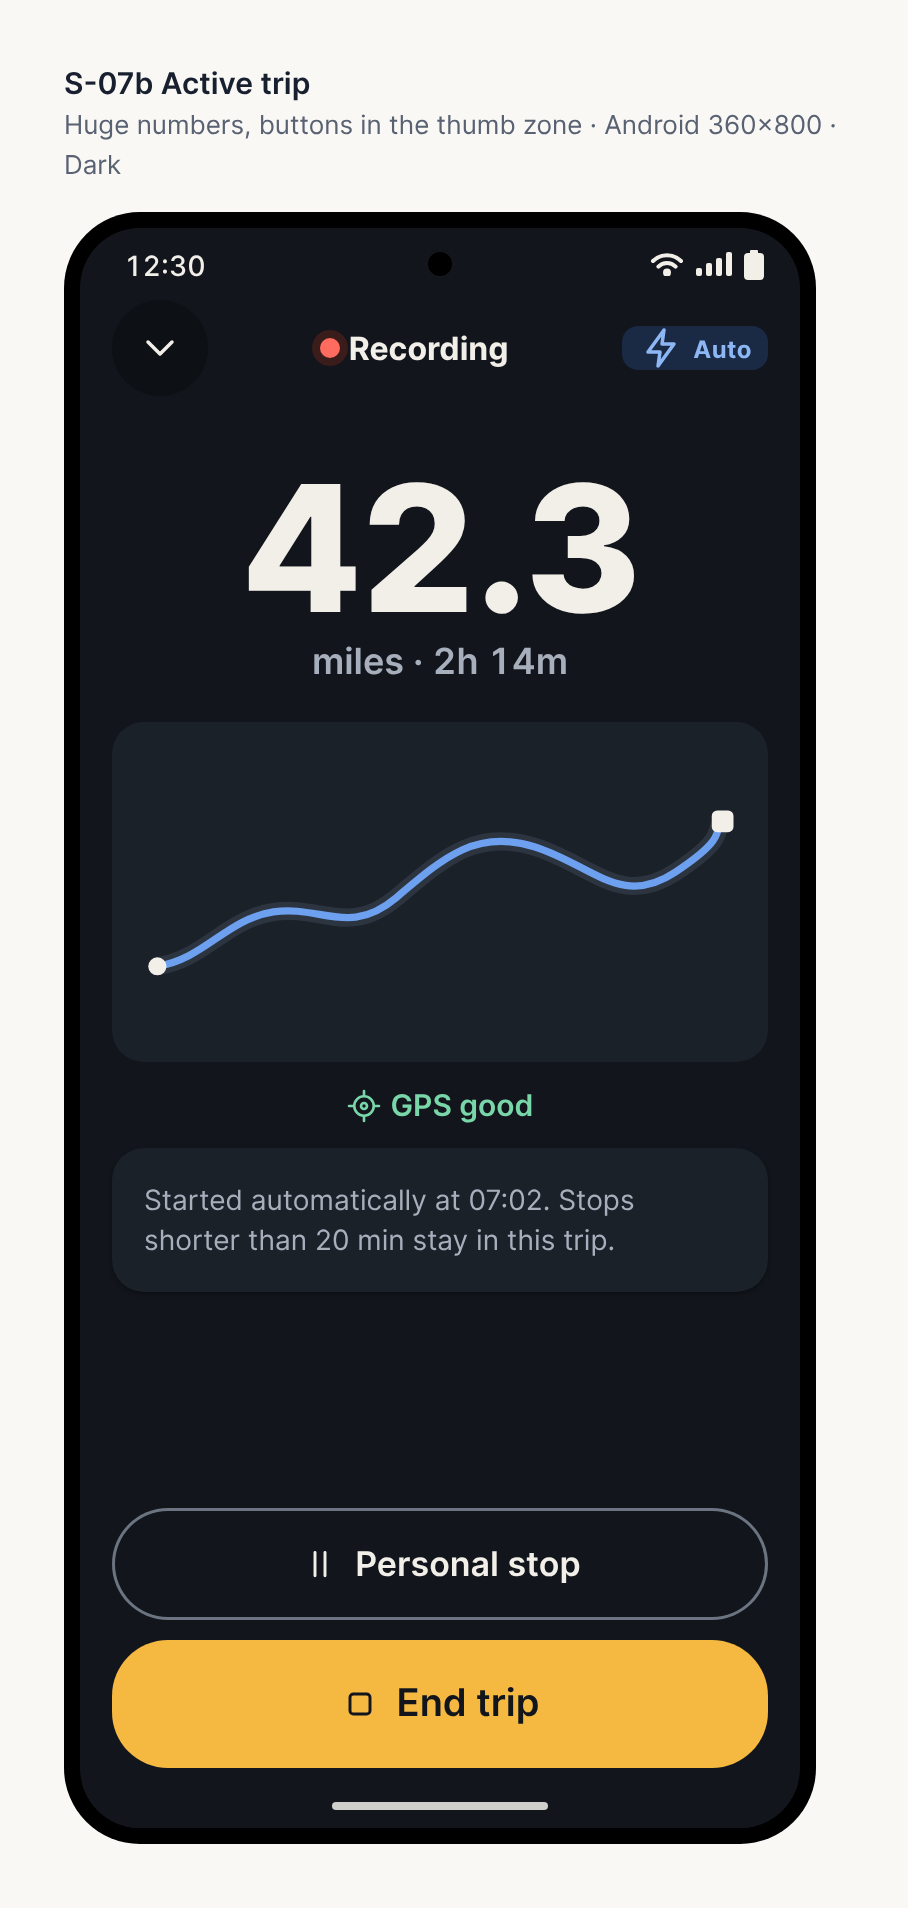 S-07b Active trip
Huge numbers, buttons in the thumb zone · Android 360×800 ·
Dark
12:30
Recording
Auto
42.3
miles · 2h 14m
GPS good
Started automatically at 07:02. Stops
shorter than 20 min stay in this trip.
Personal stop
End trip